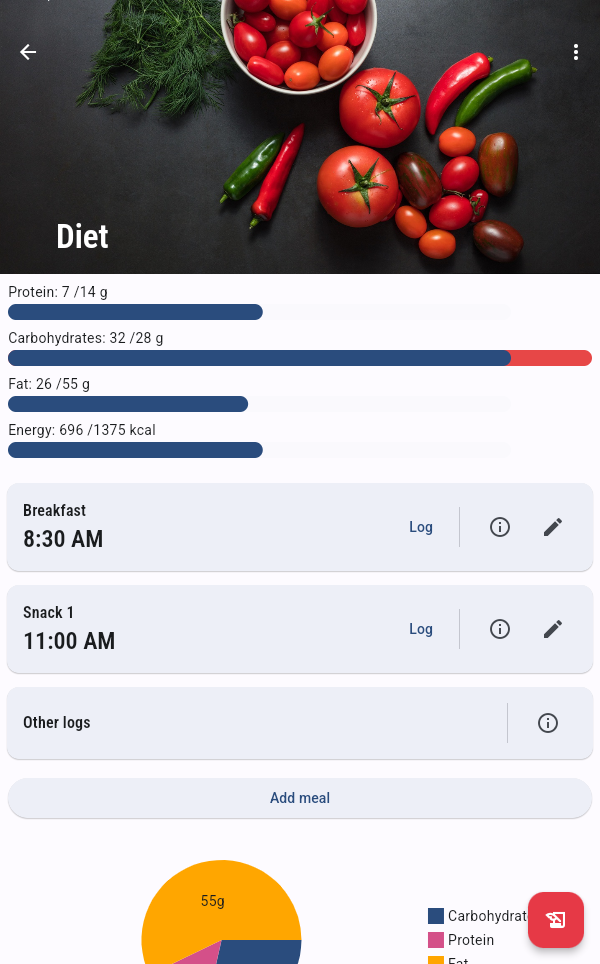 Diet
Protein: 7 /14 g
Carbohydrates: 32 /28 g
Fat: 26 /55 g
Energy: 696 /1375 kcal
Breakfast
8:30 AM
Log
Snack 1
11:00 AM
Log
Other logs
Add meal
55g
Carbohydrat
Protein
Fat